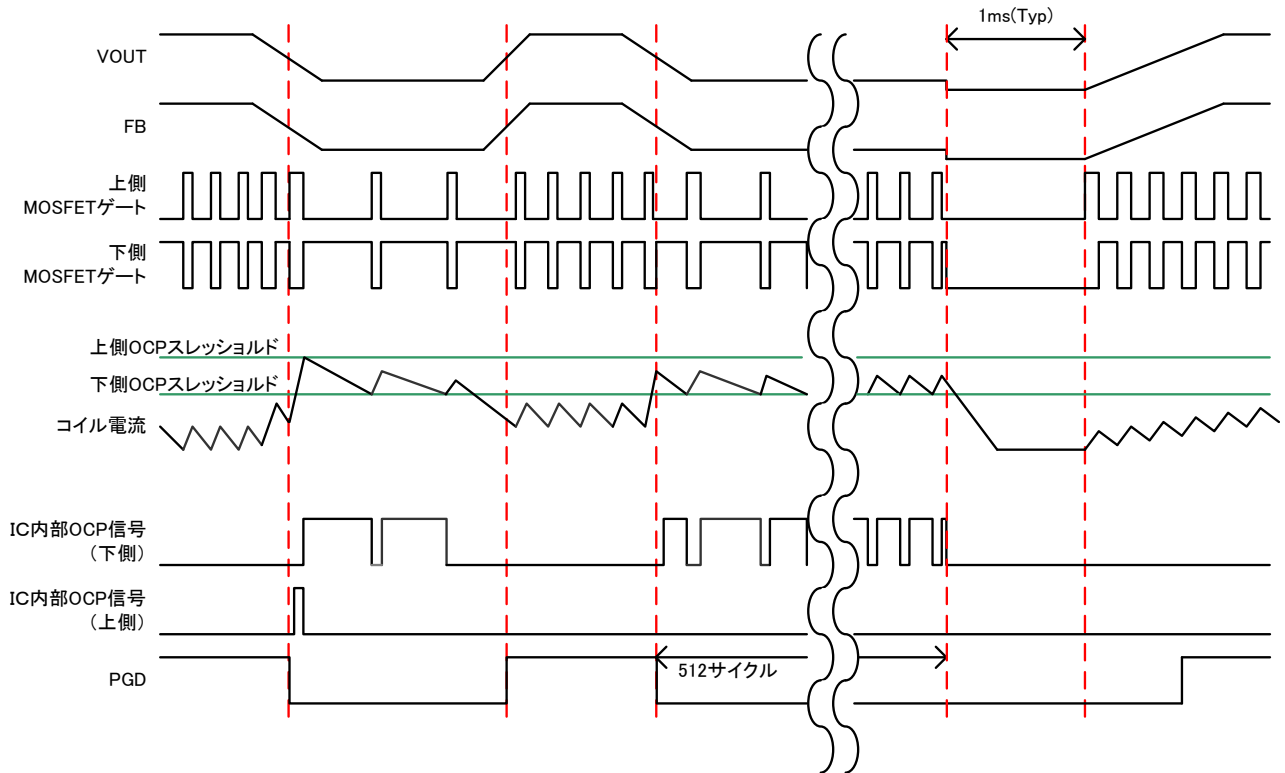 1ms(Typ)
VOUT
FB
上側
MOSFETゲート
下側
MOSFETゲート
上側OCPスレッショルド
下側OCPスレッショルド
コイル電流
IC内部OCP信号
（下側）
IC内部OCP信号
（上側）
512サイクル
PGD